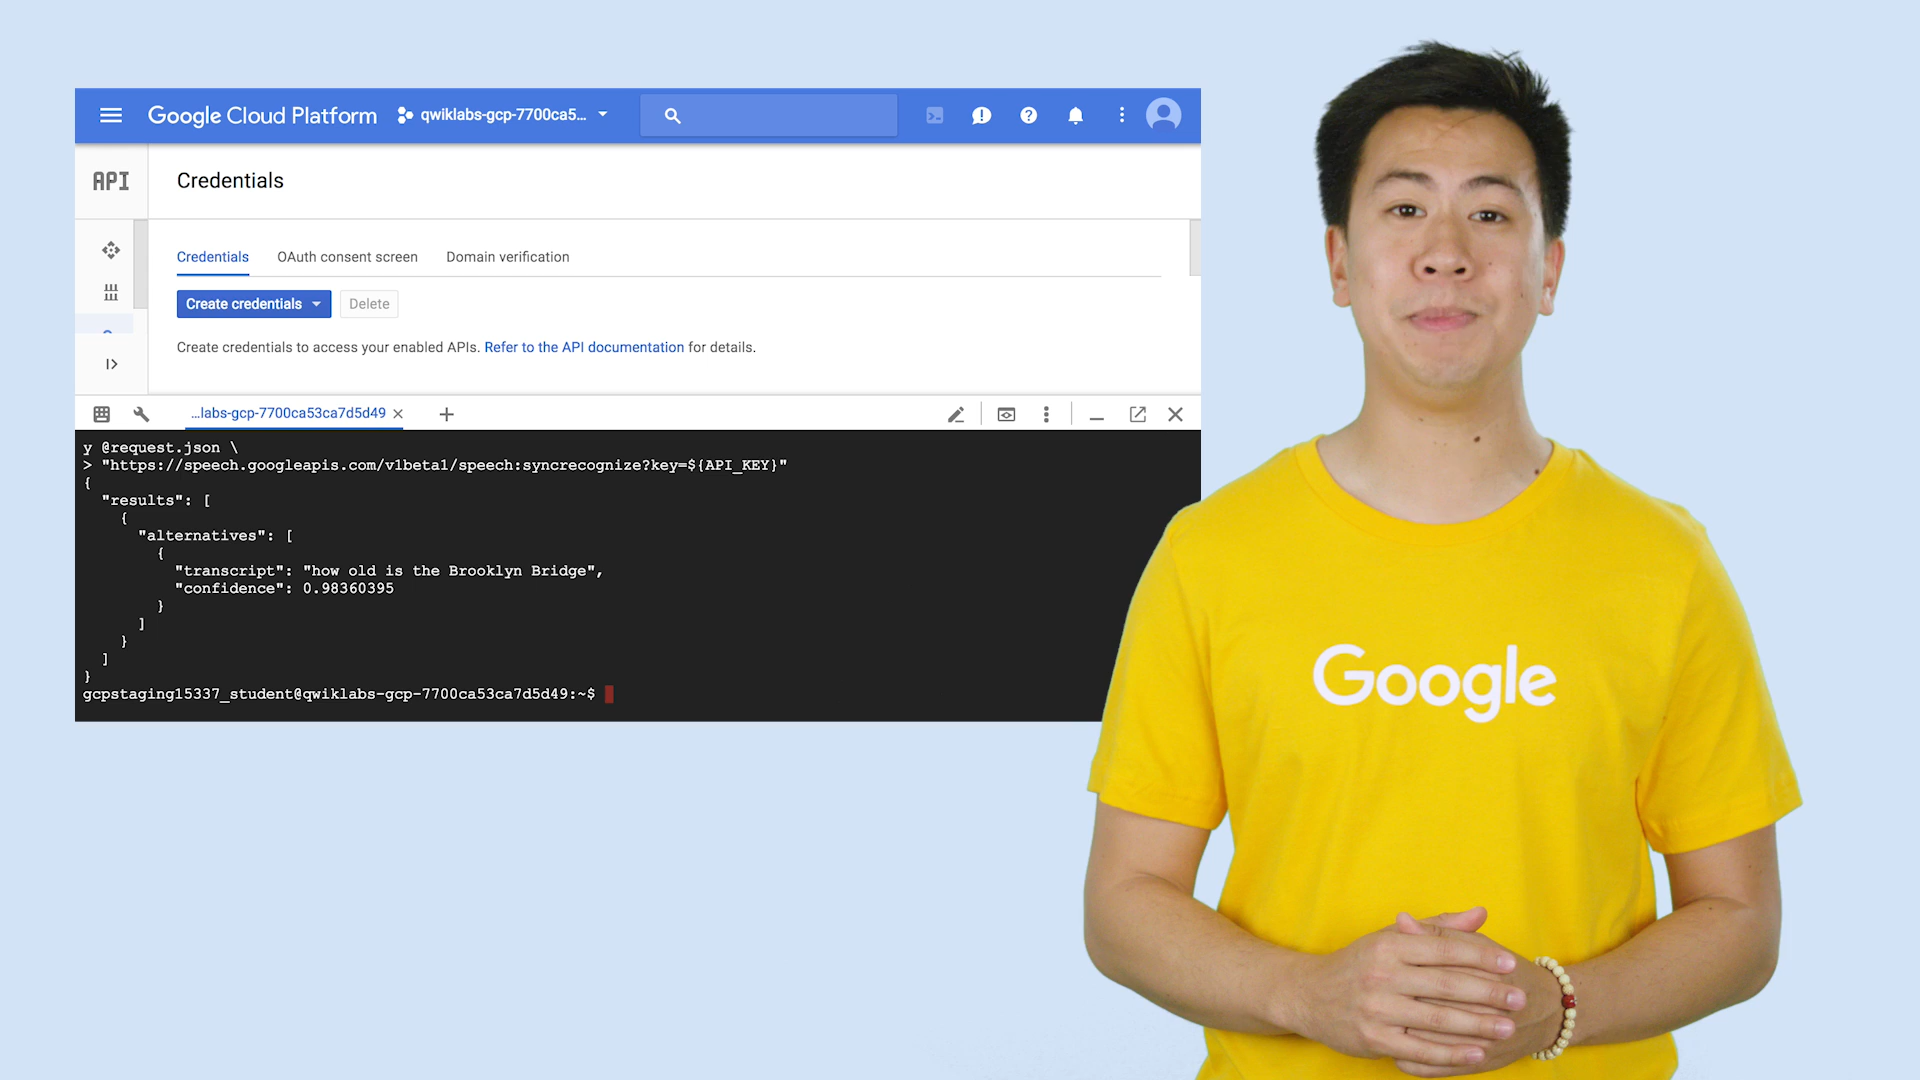 Google Cloud Platform qwiklabs-gcp-7700ca5...
API Credentials
Credentials OAuth consent screen Domain verification
Create credentials Delete
Create credentials to access your enabled APIs. Refer to the API documentation for details.
...labs-gcp-7700ca53ca7d5d49
y @request.json \
> "https://speech.googleapis.com/v1beta1/speech:syncrecognize?key=${API_KEY}"
{
"results": [
{
"alternatives": [
{
"transcript": "how old is the Brooklyn Bridge",
"confidence": 0.98360395
}
]
}
]
}
gcpstaging15337_student@qwiklabs-gcp-7700ca53ca7d5d49:~$
Google